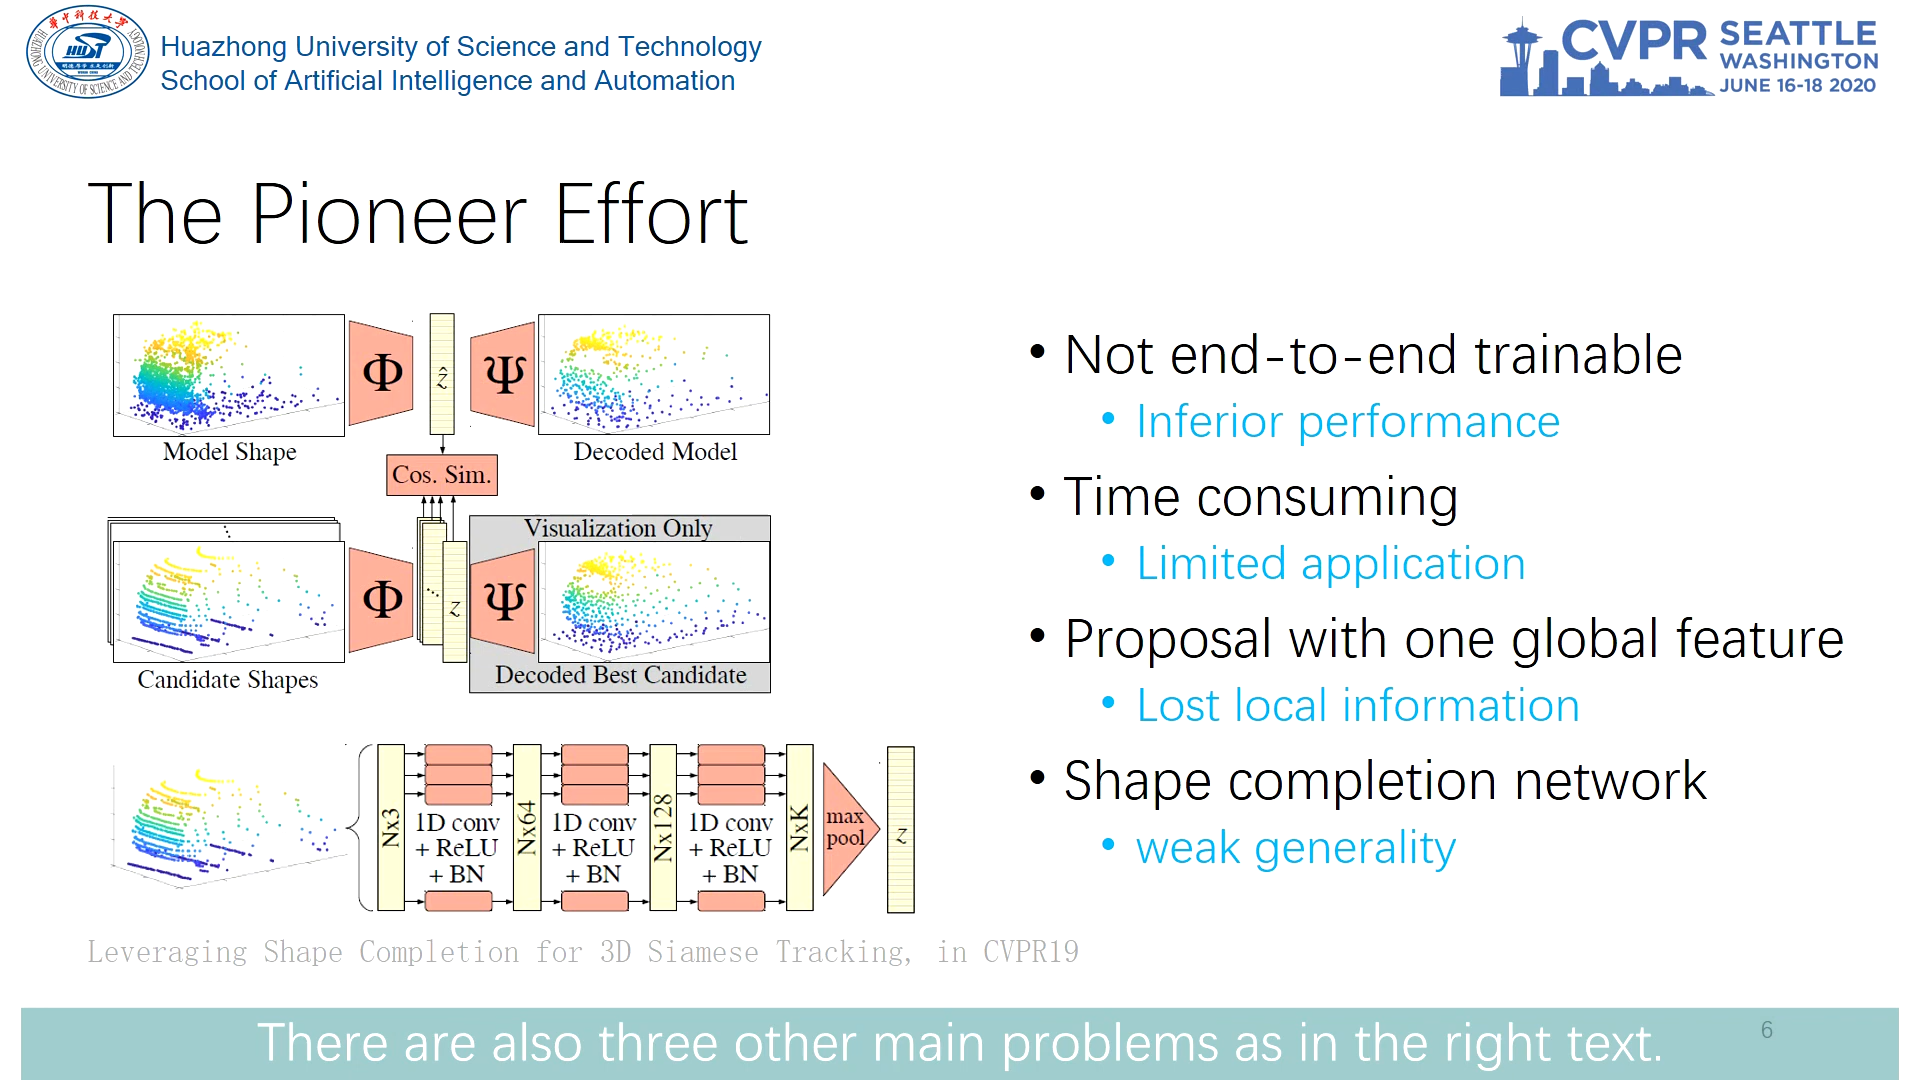 Huazhong University of Science and Technology
School of Artificial Intelligence and Automation
CVPR SEATTLE
WASHINGTON
JUNE 16-18 2020
The Pioneer Effort
Φ
ẑ
Ψ
Model Shape
Decoded Model
Cos. Sim.
Visualization Only
Φ
z
Ψ
Candidate Shapes
Decoded Best Candidate
Nx3
1D conv
+ ReLU
+ BN
Nx64
1D conv
+ ReLU
+ BN
Nx128
1D conv
+ ReLU
+ BN
NxK
max
pool
z
Leveraging Shape Completion for 3D Siamese Tracking, in CVPR19
• Not end-to-end trainable
• Inferior performance
• Time consuming
• Limited application
• Proposal with one global feature
• Lost local information
• Shape completion network
• weak generality
There are also three other main problems as in the right text.
6